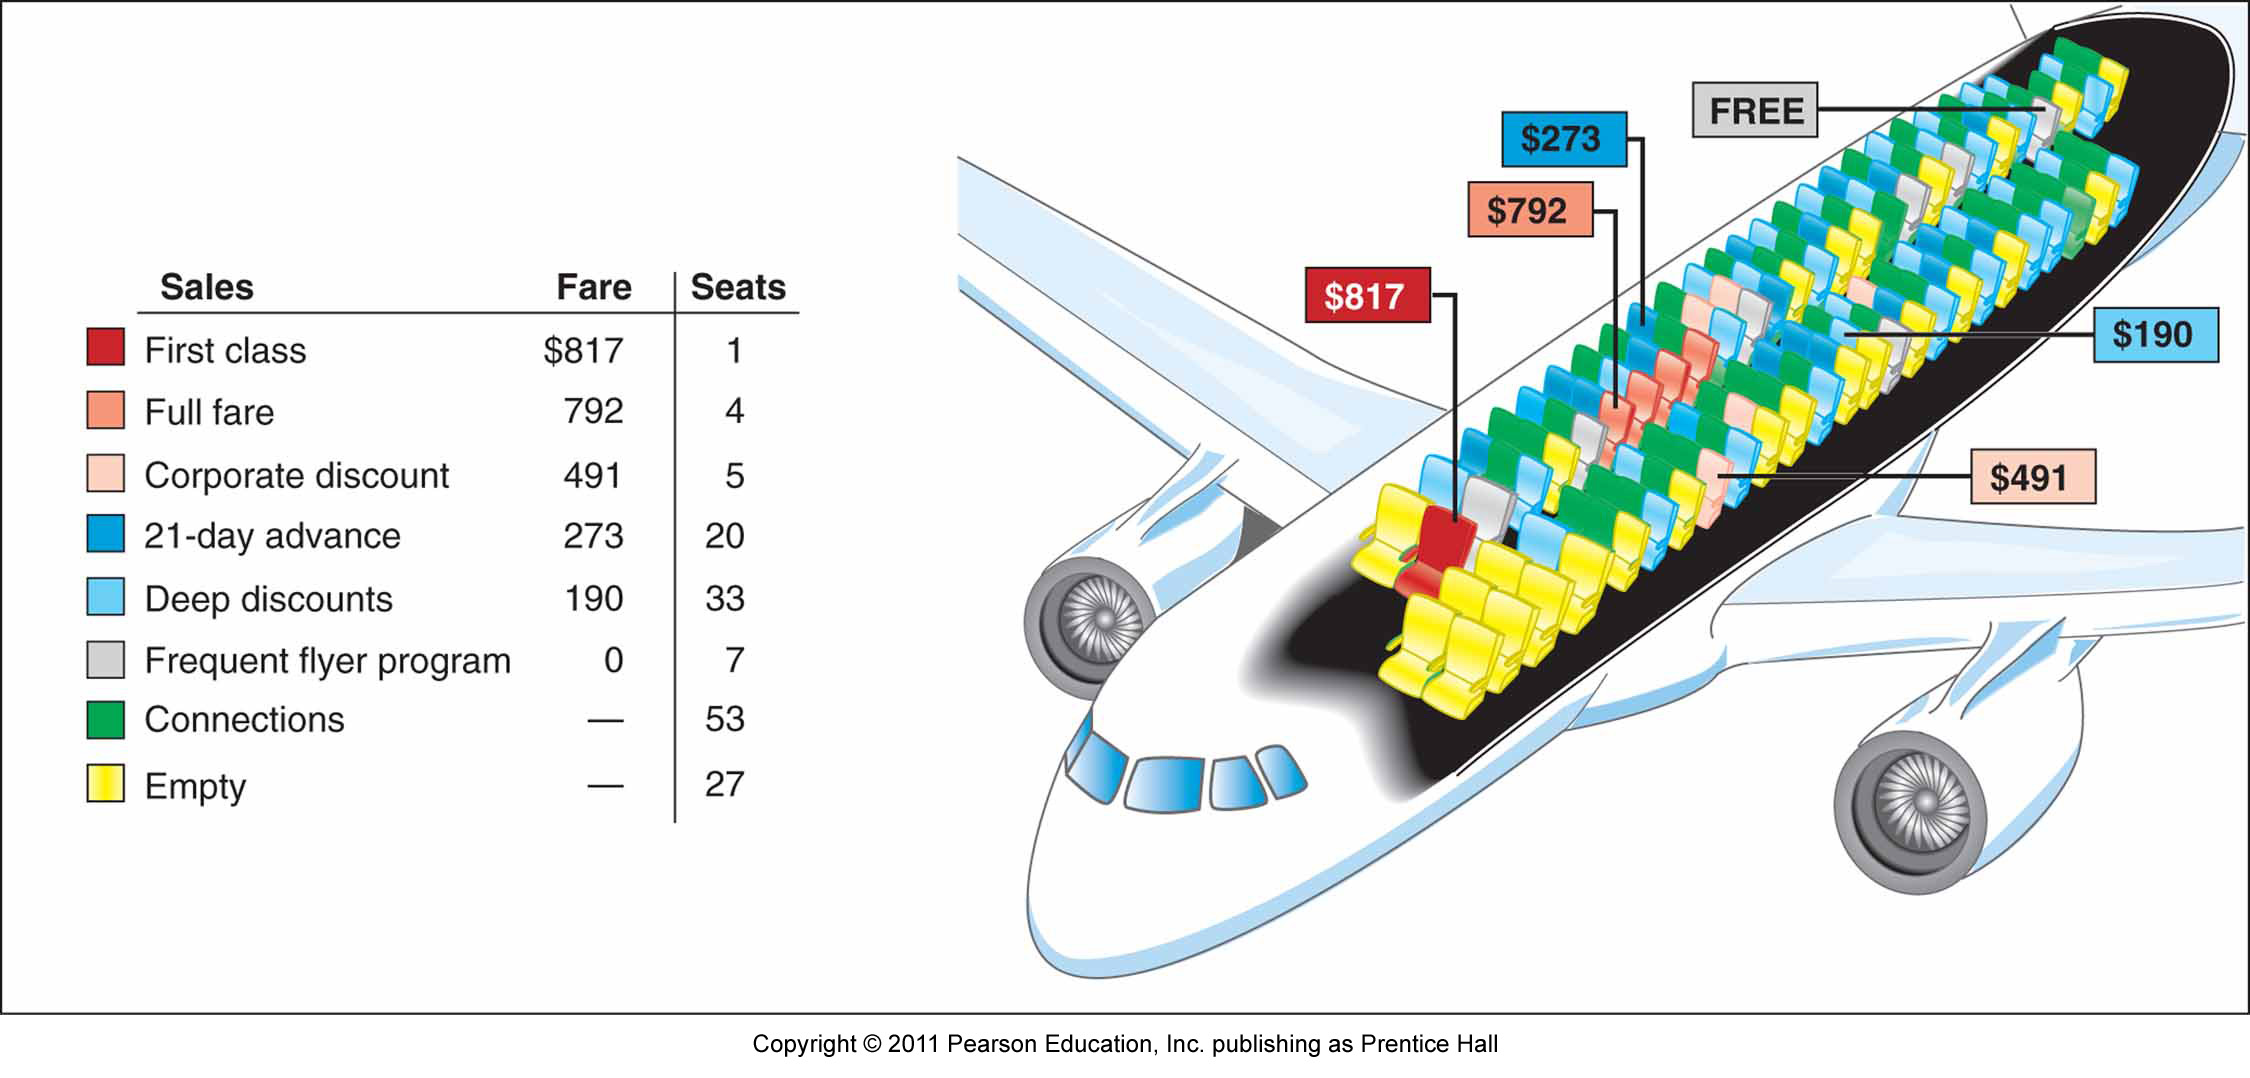 Sales Fare Seats
First class $817 1
Full fare 792 4
Corporate discount 491 5
21-day advance 273 20
Deep discounts 190 33
Frequent flyer program 0 7
Connections — 53
Empty — 27
FREE
$273
$792
$817
$190
$491
Copyright © 2011 Pearson Education, Inc. publishing as Prentice Hall